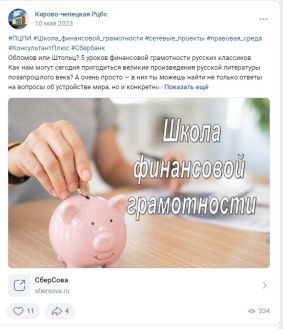 Кирово-чепецкая Рцбс
10 мая 2023
#ПЦПИ #Школа_финансовой_грамотности #сетевые_проекты #правовая_среда
#КонсультантПлюс #Сбербанк
Обломов или Штольц? 5 уроков финансовой грамотности русских классиков
Как нам могут сегодня пригодиться великие произведения русской литературы
позапрошлого века? А очень просто — в них ты можешь найти не только ответы
на вопросы об устройстве мира, но и конкретны Показать ещё
Школа
финансовой
грамотности
СберСова
sbersova.ru
11
4
334